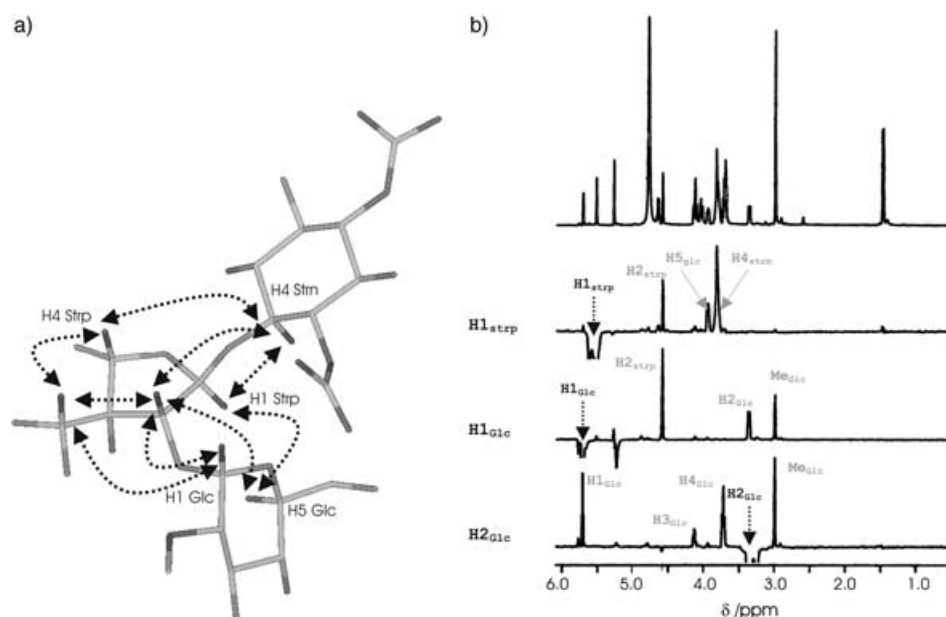 a)
b)
H4 Strn
H4 Strp
H1 Strp
H1 Glc
H5 Glc
H1strp
H2strp
H5glc
H4strn
H1strp
H2strp
H1Glc
H2Glc
MeGlc
H1Glc
H1Glc
H3Glc
H4Glc
H2Glc
MeGlc
H2Glc
6.0 5.0 4.0 3.0 2.0 1.0
δ /ppm